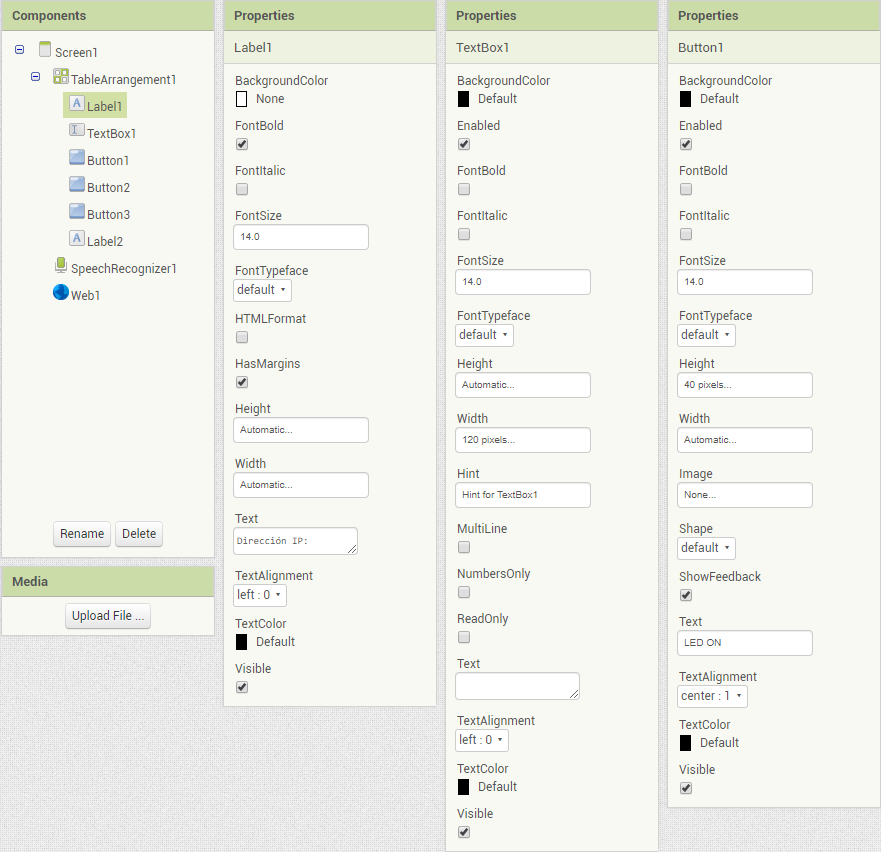 Components
Screen1
TableArrangement1
A Label1
TextBox1
Button1
Button2
Button3
A Label2
SpeechRecognizer1
Web1
Rename Delete
Media
Upload File ...
Properties
Label1
BackgroundColor
None
FontBold
FontItalic
FontSize
14.0
FontTypeface
default
HTMLFormat
HasMargins
Height
Automatic...
Width
Automatic...
Text
Dirección IP:
TextAlignment
left : 0
TextColor
Default
Visible
Properties
TextBox1
BackgroundColor
Default
Enabled
FontBold
FontItalic
FontSize
14.0
FontTypeface
default
Height
Automatic...
Width
120 pixels...
Hint
Hint for TextBox1
MultiLine
NumbersOnly
ReadOnly
Text
TextAlignment
left : 0
TextColor
Default
Visible
Properties
Button1
BackgroundColor
Default
Enabled
FontBold
FontItalic
FontSize
14.0
FontTypeface
default
Height
40 pixels...
Width
Automatic...
Image
None...
Shape
default
ShowFeedback
Text
LED ON
TextAlignment
center : 1
TextColor
Default
Visible